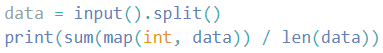 data = input().split()
print(sum(map(int, data)) / len(data))